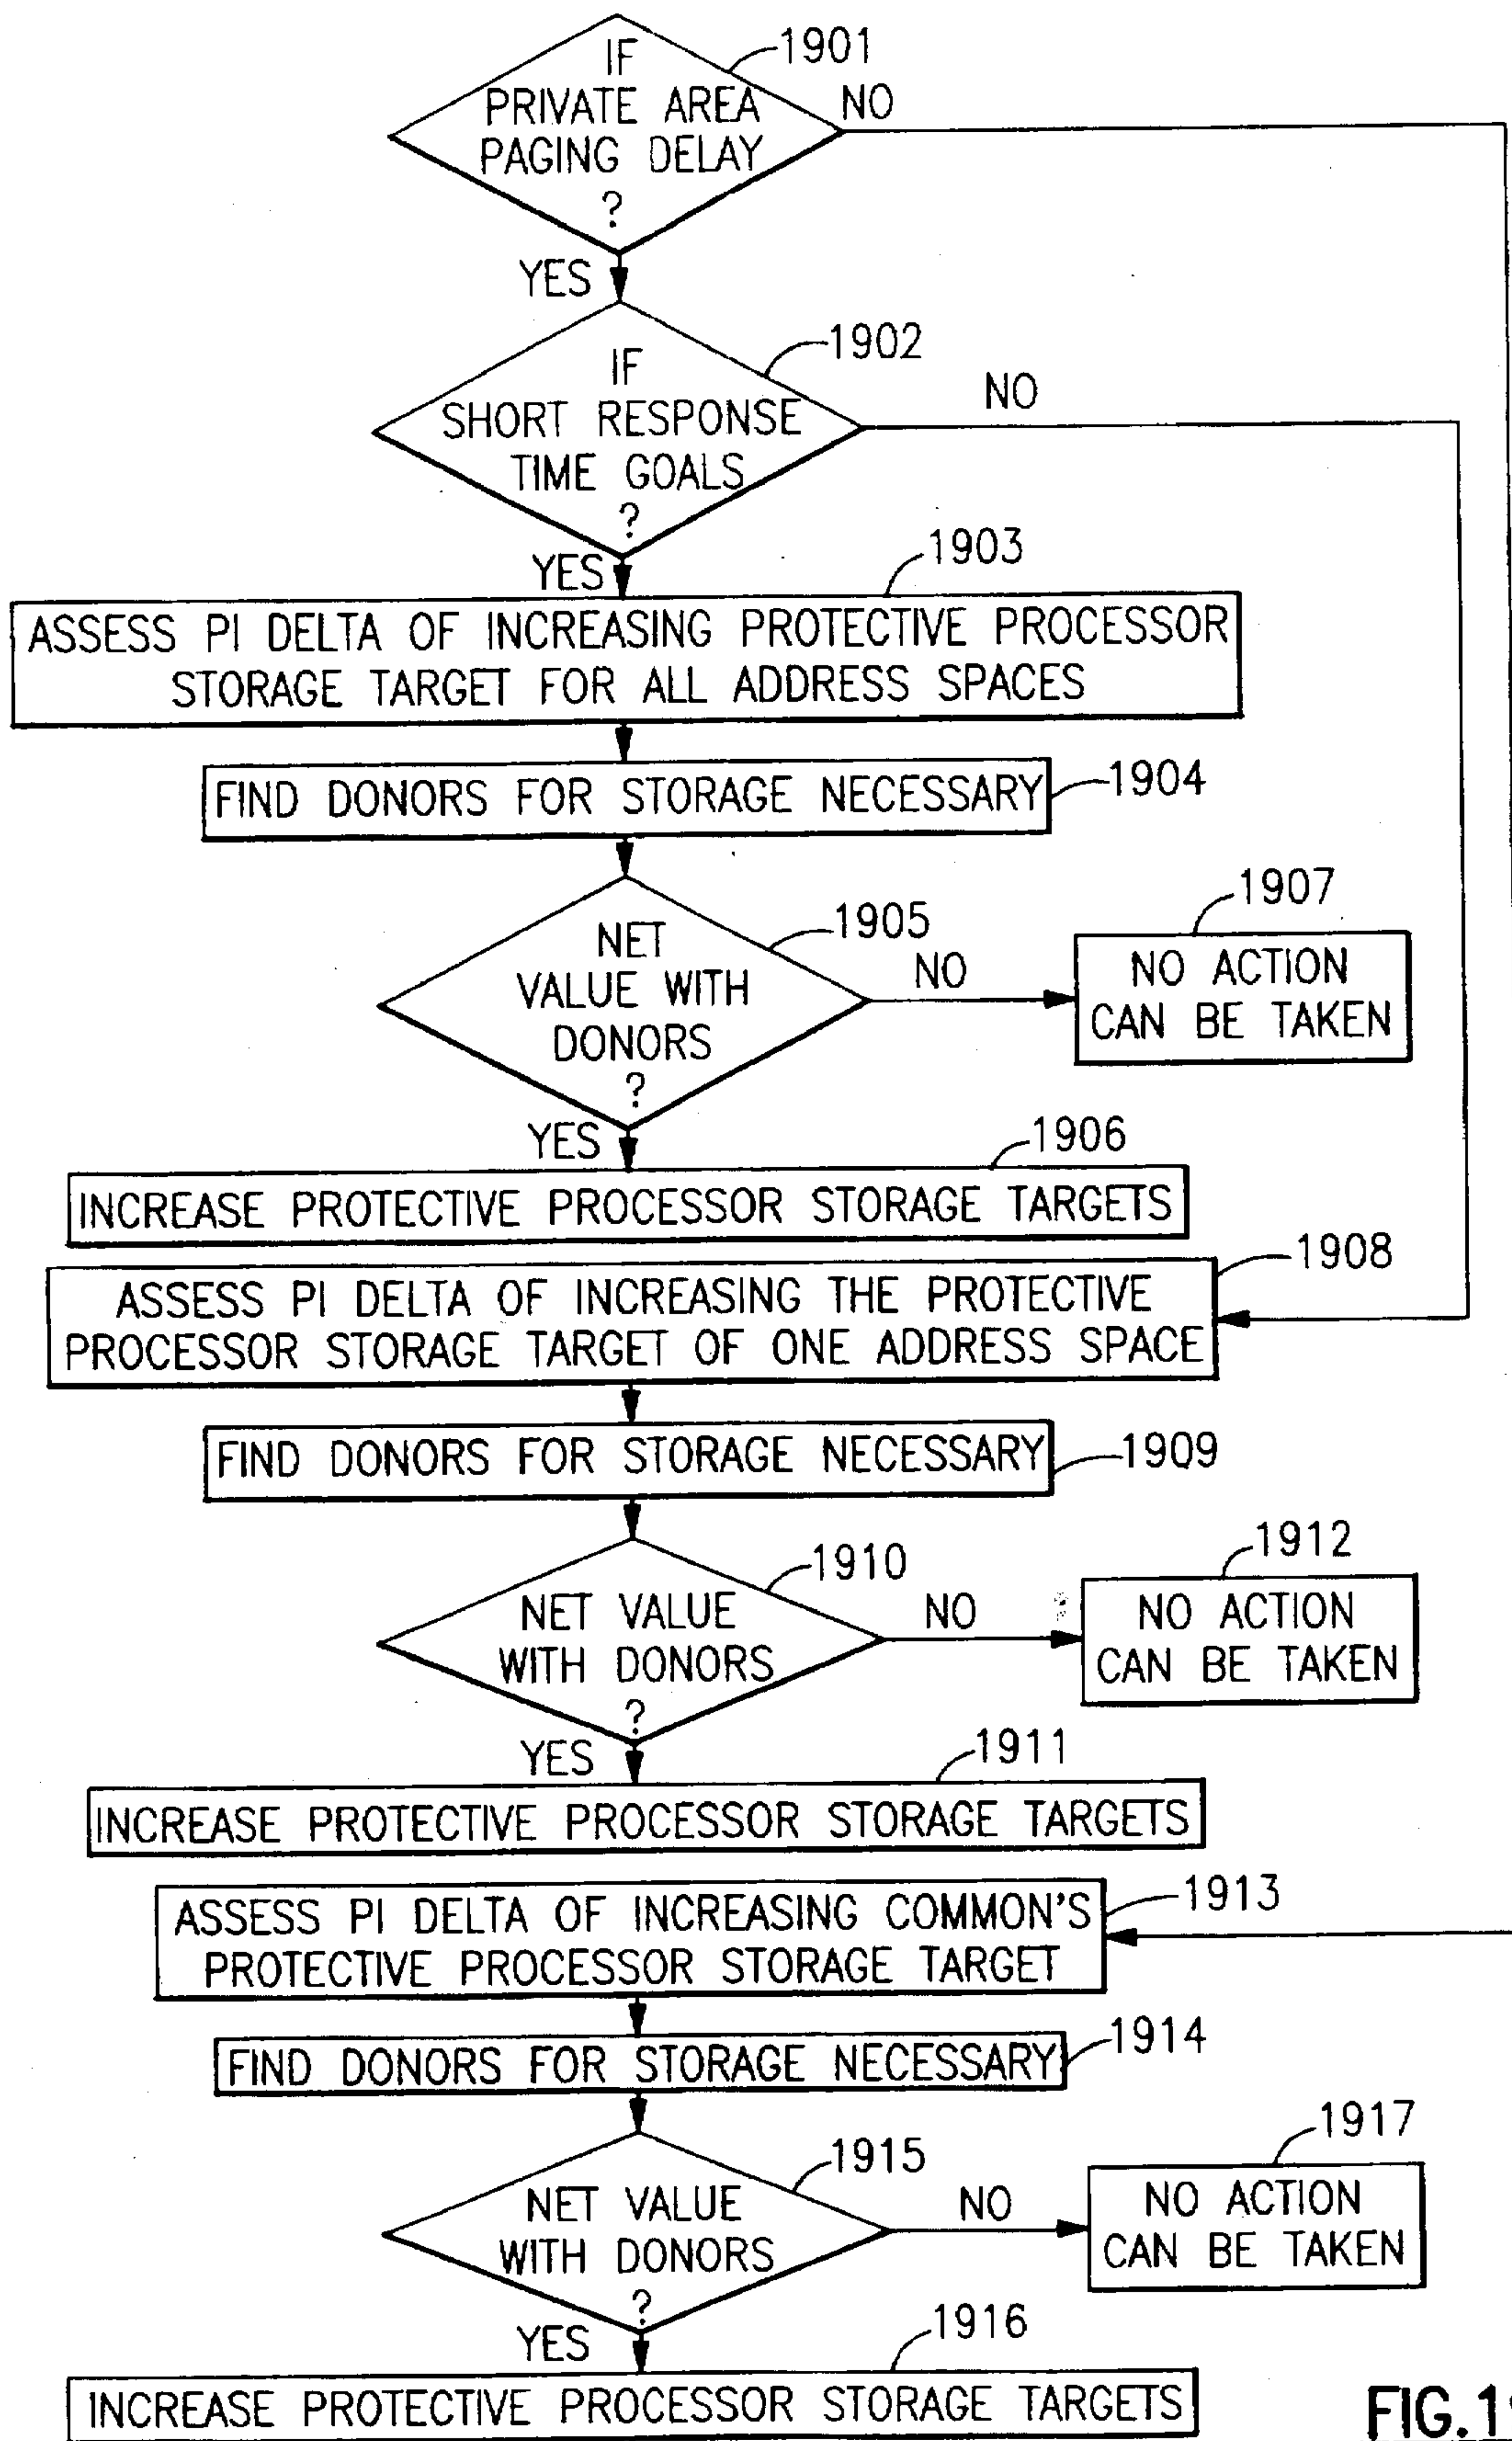 IF
PRIVATE AREA
PAGING DELAY
?
1901
NO
YES
IF
SHORT RESPONSE
TIME GOALS
?
1902
NO
YES
1903
ASSESS PI DELTA OF INCREASING PROTECTIVE PROCESSOR
STORAGE TARGET FOR ALL ADDRESS SPACES
FIND DONORS FOR STORAGE NECESSARY
1904
NET
VALUE WITH
DONORS
?
1905
NO
1907
NO ACTION
CAN BE TAKEN
YES
1906
INCREASE PROTECTIVE PROCESSOR STORAGE TARGETS
1908
ASSESS PI DELTA OF INCREASING THE PROTECTIVE
PROCESSOR STORAGE TARGET OF ONE ADDRESS SPACE
FIND DONORS FOR STORAGE NECESSARY
1909
NET VALUE
WITH DONORS
?
1910
NO
1912
NO ACTION
CAN BE TAKEN
YES
1911
INCREASE PROTECTIVE PROCESSOR STORAGE TARGETS
ASSESS PI DELTA OF INCREASING COMMON'S
PROTECTIVE PROCESSOR STORAGE TARGET
1913
FIND DONORS FOR STORAGE NECESSARY
1914
NET VALUE
WITH DONORS
?
1915
NO
1917
NO ACTION
CAN BE TAKEN
YES
1916
INCREASE PROTECTIVE PROCESSOR STORAGE TARGETS